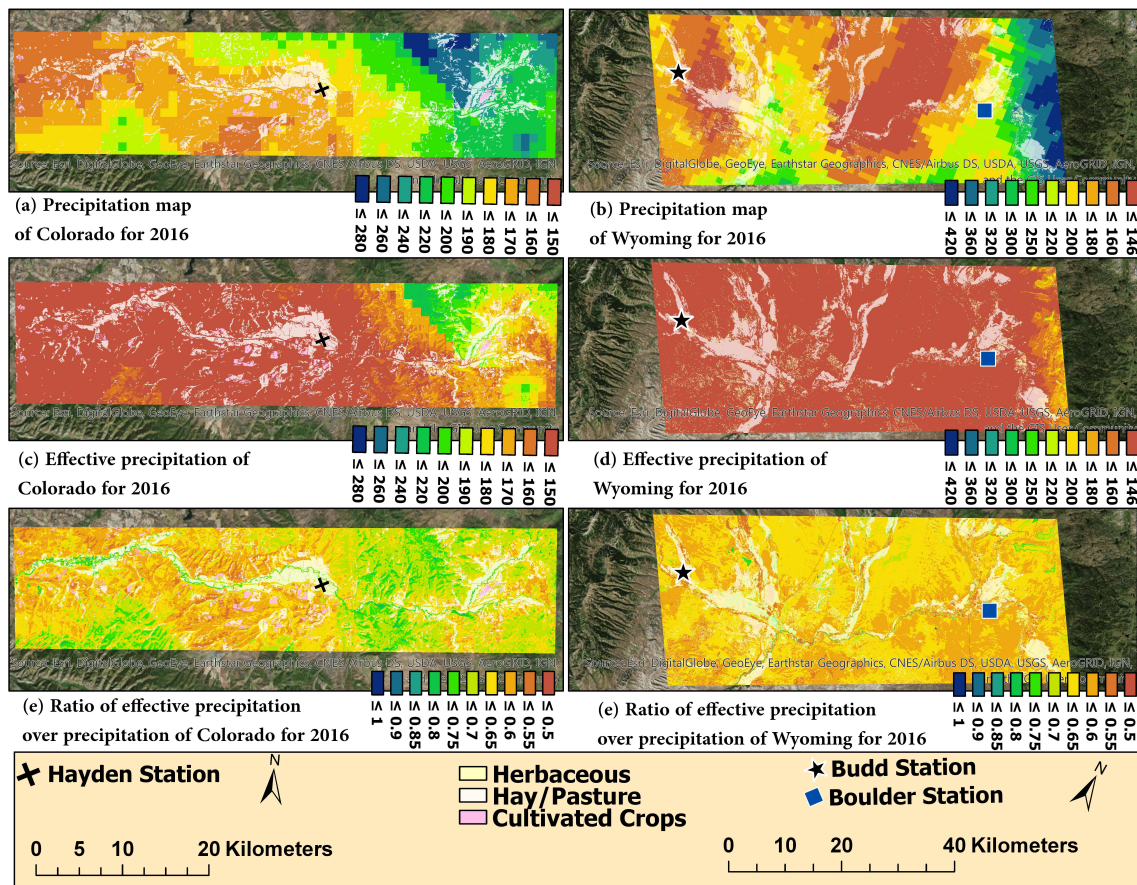 Source: Esri, DigitalGlobe, GeoEye, Earthstar Geographics, CNES/Airbus DS, USDA, USGS, AeroGRID, IGN,
(a) Precipitation map
of Colorado for 2016
≤ 280
≤ 260
≤ 240
≤ 220
≤ 200
≤ 190
≤ 180
≤ 170
≤ 160
≤ 150
Source: Esri, DigitalGlobe, GeoEye, Earthstar Geographics, CNES/Airbus DS, USDA, USGS, AeroGRID, IGN,
and the GIS User Community
(b) Precipitation map
of Wyoming for 2016
≤ 420
≤ 360
≤ 320
≤ 300
≤ 250
≤ 220
≤ 200
≤ 180
≤ 160
≤ 146
Source: Esri, DigitalGlobe, GeoEye, Earthstar Geographics, CNES/Airbus DS, USDA, USGS, AeroGRID, IGN,
(c) Effective precipitation of
Colorado for 2016
≤ 280
≤ 260
≤ 240
≤ 220
≤ 200
≤ 190
≤ 180
≤ 170
≤ 160
≤ 150
Source: Esri, DigitalGlobe, GeoEye, Earthstar Geographics, CNES/Airbus DS, USDA, USGS, AeroGRID, IGN,
and the GIS User Community
(d) Effective precipitation of
Wyoming for 2016
≤ 420
≤ 360
≤ 320
≤ 300
≤ 250
≤ 220
≤ 200
≤ 180
≤ 160
≤ 146
Source: Esri, DigitalGlobe, GeoEye, Earthstar Geographics, CNES/Airbus DS, USDA, USGS, AeroGRID, IGN,
(e) Ratio of effective precipitation
over precipitation of Colorado for 2016
≤ 1
≤ 0.9
≤ 0.85
≤ 0.8
≤ 0.75
≤ 0.7
≤ 0.65
≤ 0.6
≤ 0.55
≤ 0.5
Source: Esri, DigitalGlobe, GeoEye, Earthstar Geographics, CNES/Airbus DS, USDA, USGS, AeroGRID, IGN,
(e) Ratio of effective precipitation
over precipitation of Wyoming for 2016
≤ 1
≤ 0.9
≤ 0.85
≤ 0.8
≤ 0.75
≤ 0.7
≤ 0.65
≤ 0.6
≤ 0.55
≤ 0.5
Hayden Station
N
0 5 10 20 Kilometers
Herbaceous
Hay/Pasture
Cultivated Crops
Budd Station
Boulder Station
N
0 10 20 40 Kilometers